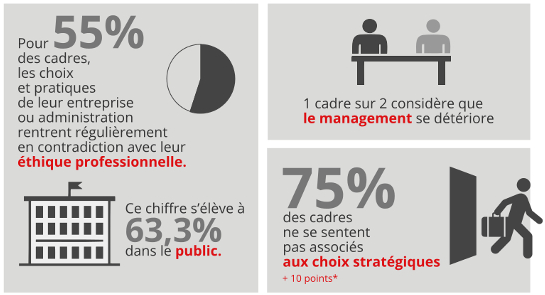 Pour 55%
des cadres,
les choix
et pratiques
de leur entreprise
ou administration
rentrent régulièrement
en contradiction avec leur
éthique professionnelle.
Ce chiffre s'élève à
63,3%
dans le public.
1 cadre sur 2 considère que
le management se détériore
75%
des cadres
ne se sentent
pas associés
aux choix stratégiques
+ 10 points*